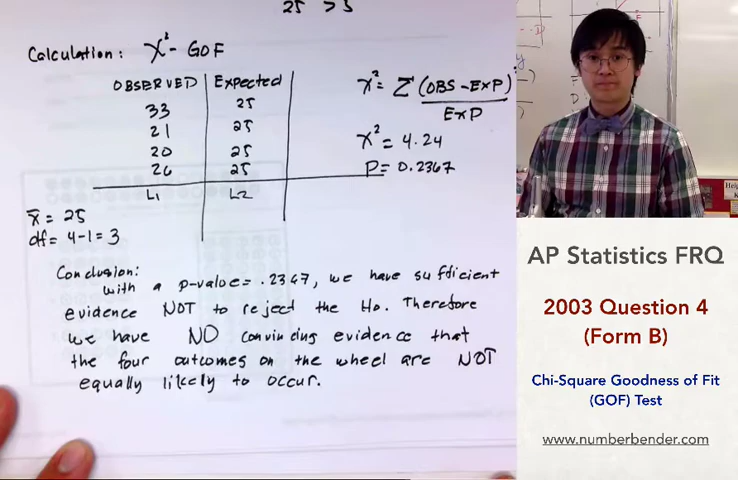 25 > 5
Calculation: X² - GOF
OBSERVED Expected
33 25
21 25
20 25
26 25
L1 L2
x̄ = 25
df = 4-1 = 3
X² = Σ (OBS - EXP)²
EXP
X² = 4.24
P = 0.2367
Conclusion:
with a p-value = .2367, we have sufficient
evidence NOT to reject the Ho. Therefore
we have NO convincing evidence that
the four outcomes on the wheel are NOT
equally likely to occur.
AP Statistics FRQ
2003 Question 4
(Form B)
Chi-Square Goodness of Fit
(GOF) Test
www.numberbender.com